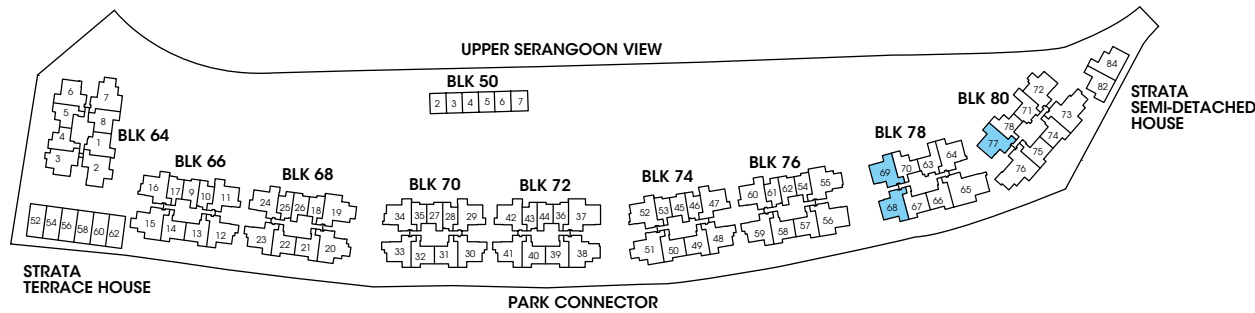 UPPER SERANGOON VIEW
BLK 50
2 3 4 5 6 7
BLK 64
6 7
5 8
4 1
3 2
BLK 66
16 17 9 10 11
15 14 13 12
BLK 68
24 25 26 18 19
23 22 21 20
BLK 70
34 35 27 28 29
33 32 31 30
BLK 72
42 43 44 36 37
41 40 39 38
BLK 74
52 53 45 46 47
51 50 49 48
BLK 76
60 61 62 54 55
59 58 57 56
BLK 78
69 70 63 64
68 67 66 65
BLK 80
72
71 73
78 74
77 75
76
84
82
STRATA
SEMI-DETACHED
HOUSE
52 54 56 58 60 62
STRATA
TERRACE HOUSE
PARK CONNECTOR